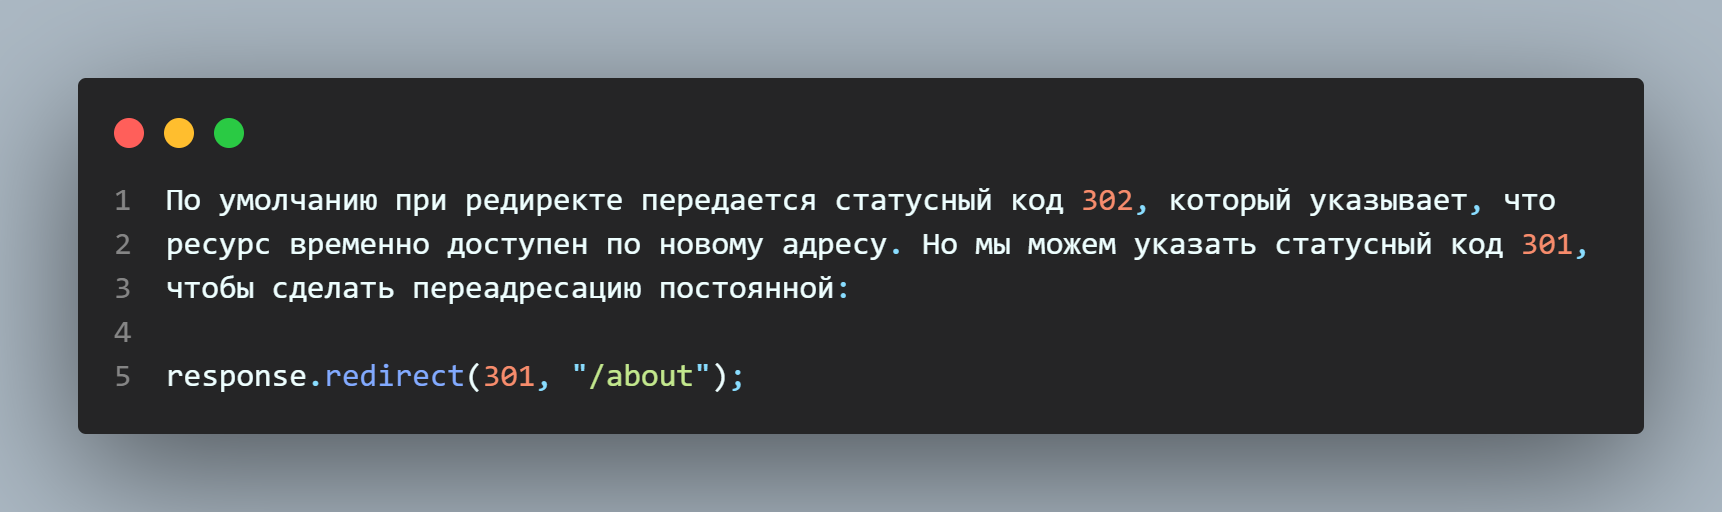 1 По умолчанию при редиректе передается статусный код 302, который указывает, что
2 ресурс временно доступен по новому адресу. Но мы можем указать статусный код 301,
3 чтобы сделать переадресацию постоянной:
4
5 response.redirect(301, "/about");